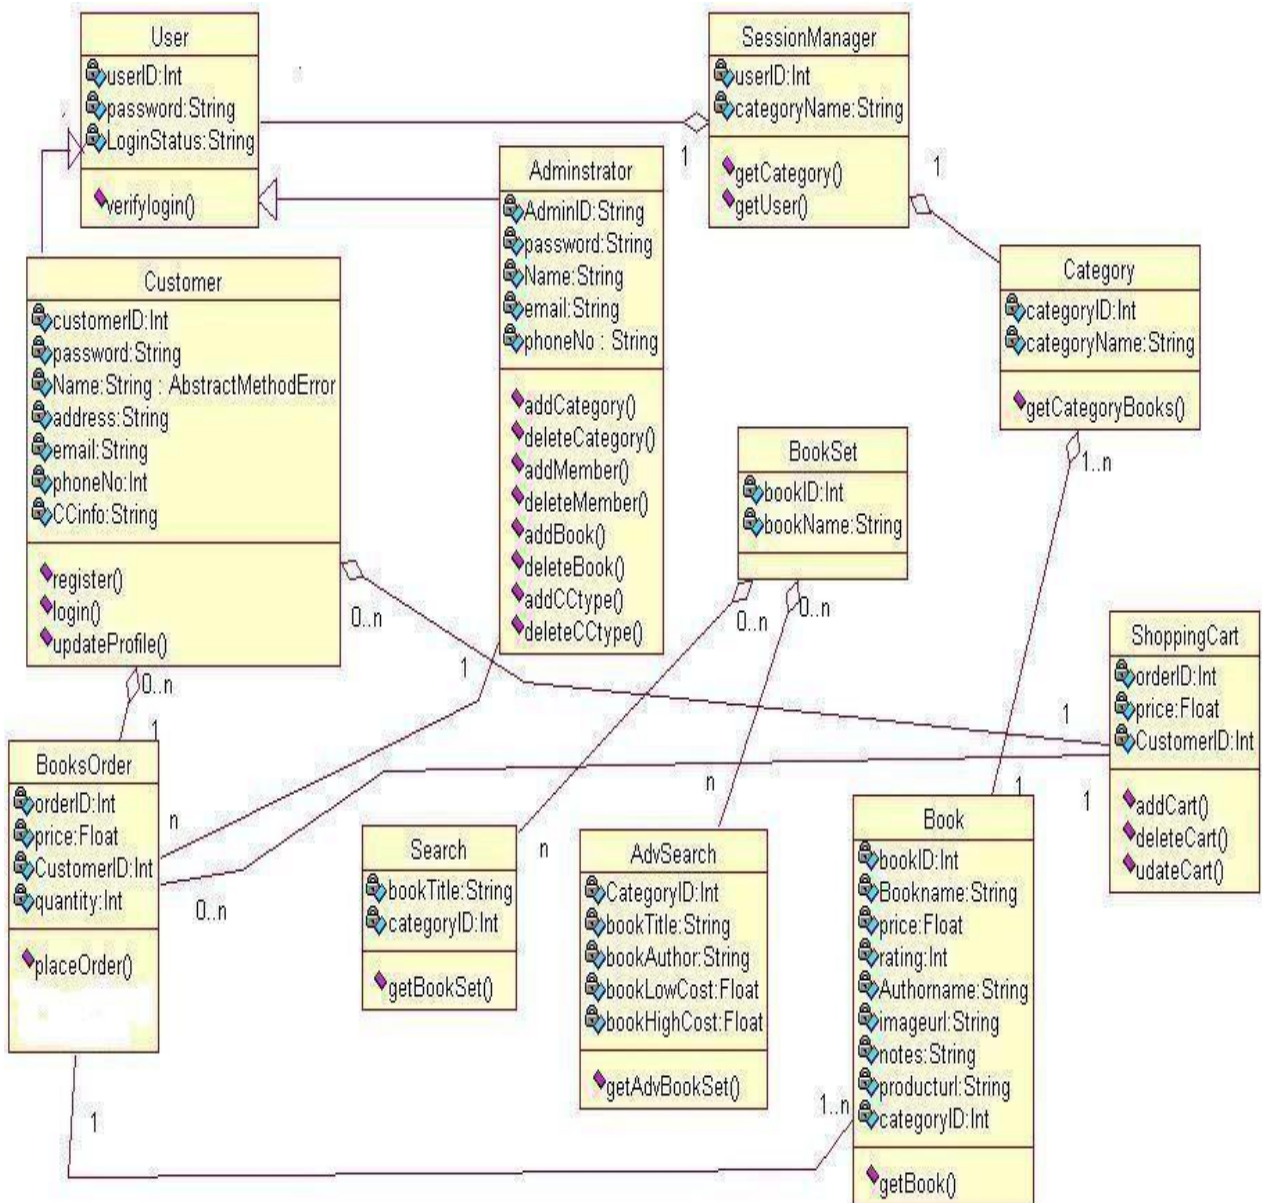 User
userID:Int
password:String
LoginStatus:String
verifylogin()
SessionManager
userID:Int
categoryName:String
getCategory()
getUser()
1
1
Adminstrator
AdminID:String
password:String
Name:String
email:String
phoneNo : String
addCategory()
deleteCategory()
addMember()
deleteMember()
addBook()
deleteBook()
addCCtype()
deleteCCtype()
Customer
customerID:Int
password:String
Name:String : AbstractMethodError
address:String
email:String
phoneNo:Int
CCinfo:String
register()
login()
updateProfile()
Category
categoryID:Int
categoryName:String
getCategoryBooks()
1..n
BookSet
bookID:Int
bookName:String
0..n
0..n
0..n
1
0..n
1
ShoppingCart
orderID:Int
price:Float
CustomerID:Int
addCart()
deleteCart()
udateCart()
1
1
1
BooksOrder
orderID:Int
price:Float
CustomerID:Int
quantity:Int
placeOrder()
n
0..n
1
Search
bookTitle:String
categoryID:Int
getBookSet()
n
AdvSearch
CategoryID:Int
bookTitle:String
bookAuthor:String
bookLowCost:Float
bookHighCost:Float
getAdvBookSet()
n
Book
bookID:Int
Bookname:String
price:Float
rating:Int
Authorname:String
imageurl:String
notes:String
producturl:String
categoryID:Int
getBook()
1..n